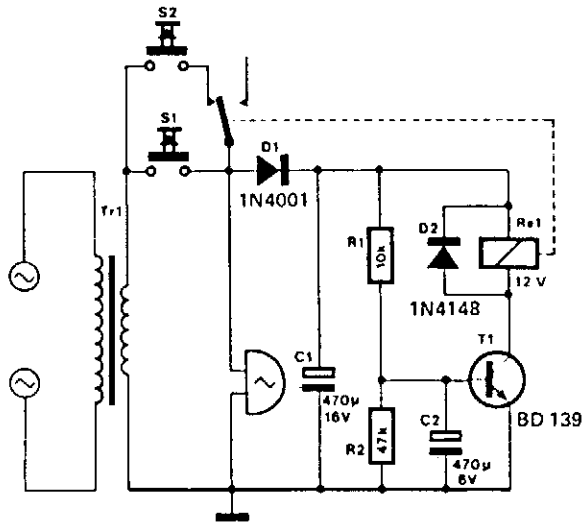 S2
S1
D1
1N4001
Tr1
R1
10k
D2
1N4148
Re1
12 V
T1
BD 139
C1
470µ
16V
R2
47k
C2
470µ
6V